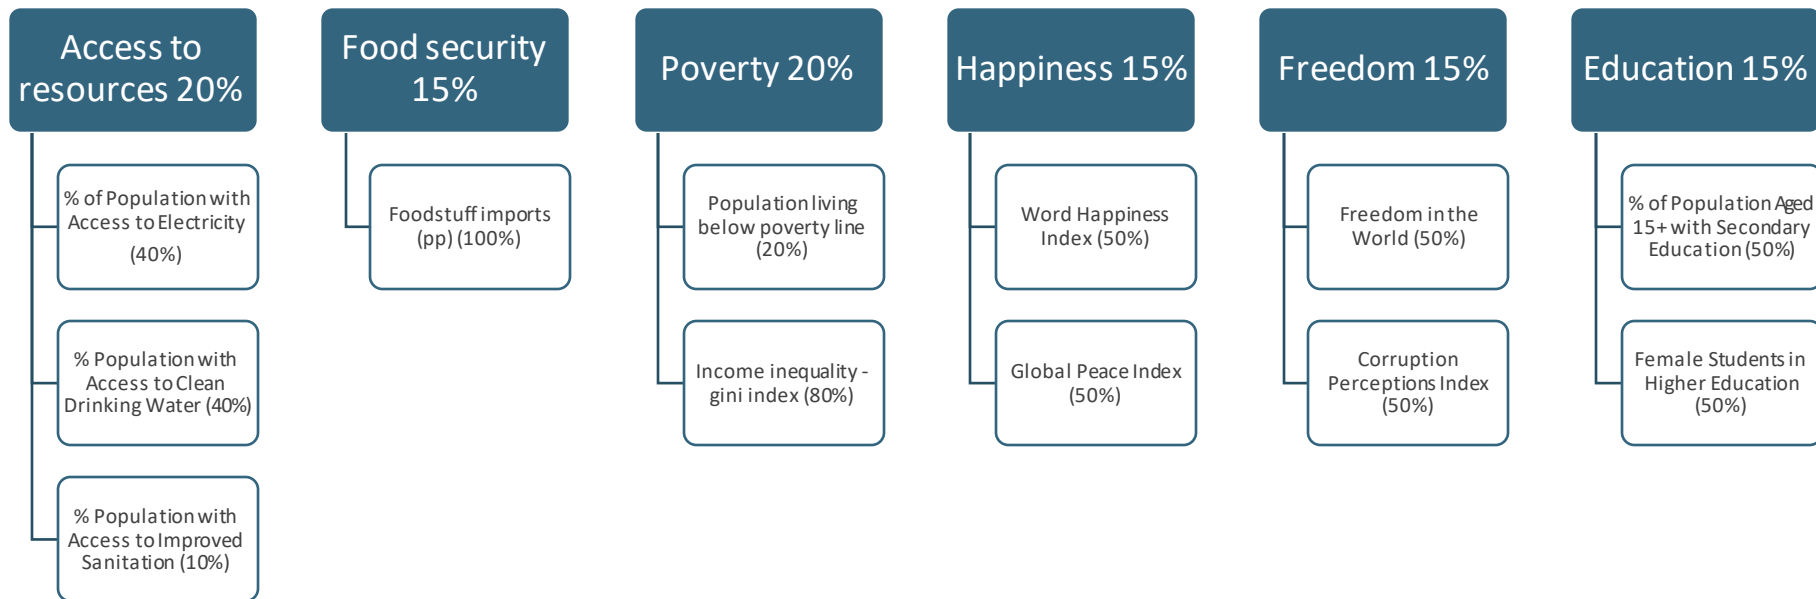 Access to
resources 20%
% of Population with
Access to Electricity
(40%)
% Population with
Access to Clean
Drinking Water (40%)
% Population with
Access to Improved
Sanitation (10%)
Food security
15%
Foodstuff imports
(pp) (100%)
Poverty 20%
Population living
below poverty line
(20%)
Income inequality -
gini index (80%)
Happiness 15%
Word Happiness
Index (50%)
Global Peace Index
(50%)
Freedom 15%
Freedom in the
World (50%)
Corruption
Perceptions Index
(50%)
Education 15%
% of Population Aged
15+ with Secondary
Education (50%)
Female Students in
Higher Education
(50%)